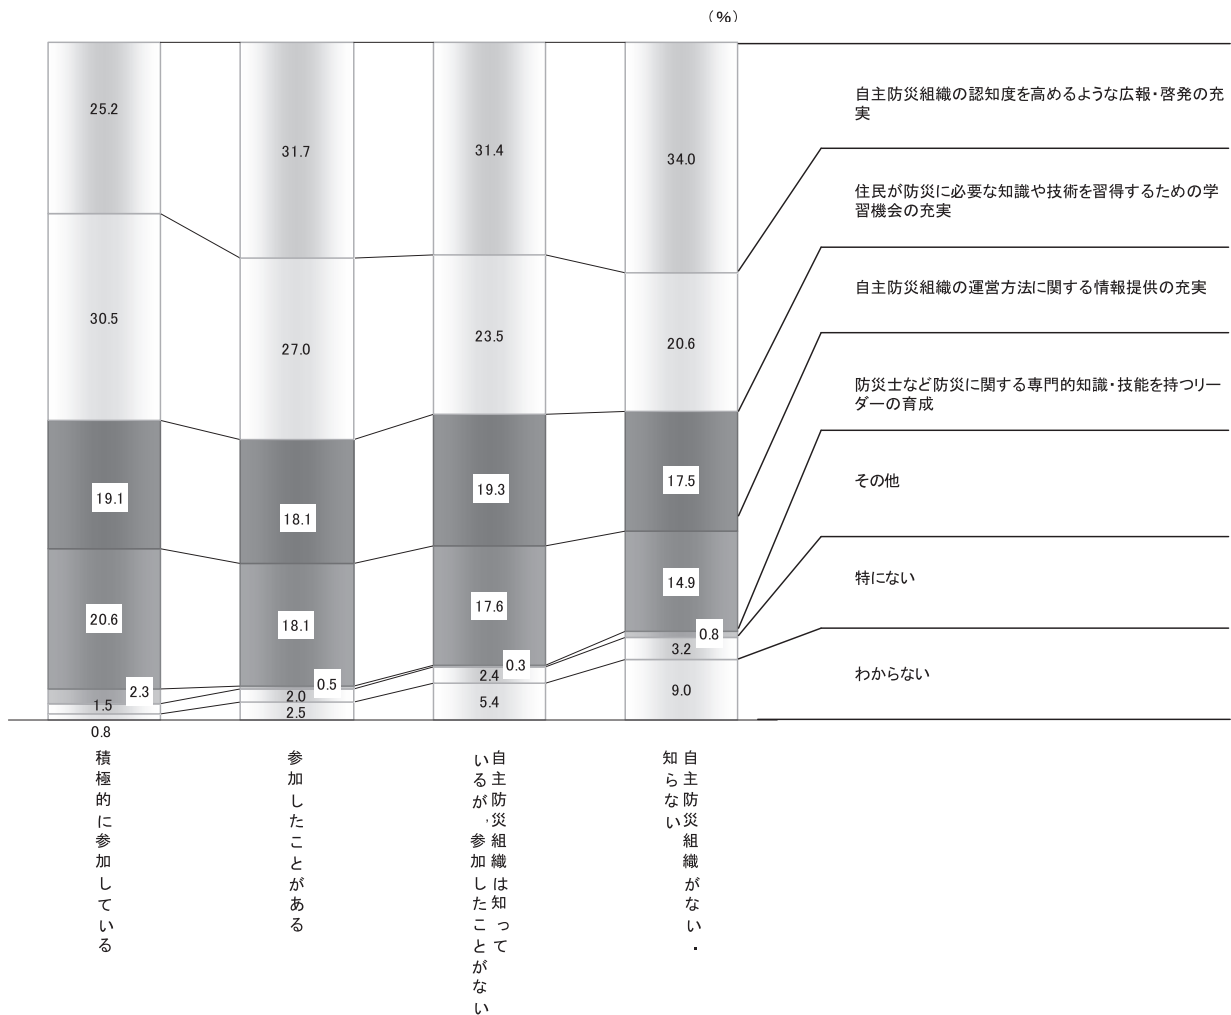 （％）
25.2
31.7
31.4
34.0
30.5
27.0
23.5
20.6
19.1
18.1
19.3
17.5
20.6
18.1
17.6
14.9
2.3
0.5
0.3
0.8
1.5
2.0
2.4
3.2
0.8
2.5
5.4
9.0
自主防災組織の認知度を高めるような広報・啓発の充
実
住民が防災に必要な知識や技術を習得するための学
習機会の充実
自主防災組織の運営方法に関する情報提供の充実
防災士など防災に関する専門的知識・技能を持つリー
ダーの育成
その他
特にない
わからない
積極的に参加している
参加したことがある
自主防災組織は知って
いるが、参加したことがない
自主防災組織がない・
知らない